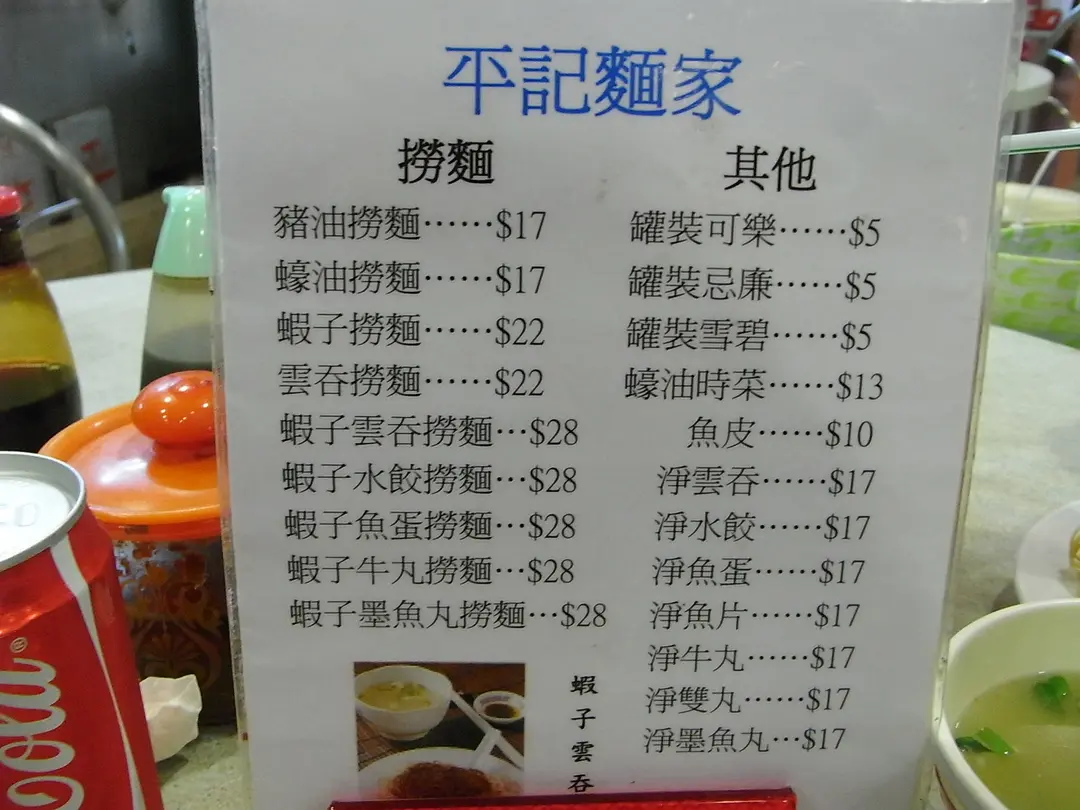 平記麵家
撈麵
豬油撈麵……$17
蠔油撈麵……$17
蝦子撈麵……$22
雲吞撈麵……$22
蝦子雲吞撈麵…$28
蝦子水餃撈麵…$28
蝦子魚蛋撈麵…$28
蝦子牛丸撈麵…$28
蝦子墨魚丸撈麵…$28
蝦子雲吞
其他
罐裝可樂……$5
罐裝忌廉……$5
罐裝雪碧……$5
蠔油時菜……$13
魚皮……$10
淨雲吞……$17
淨水餃……$17
淨魚蛋……$17
淨魚片……$17
淨牛丸……$17
淨雙丸……$17
淨墨魚丸…$17